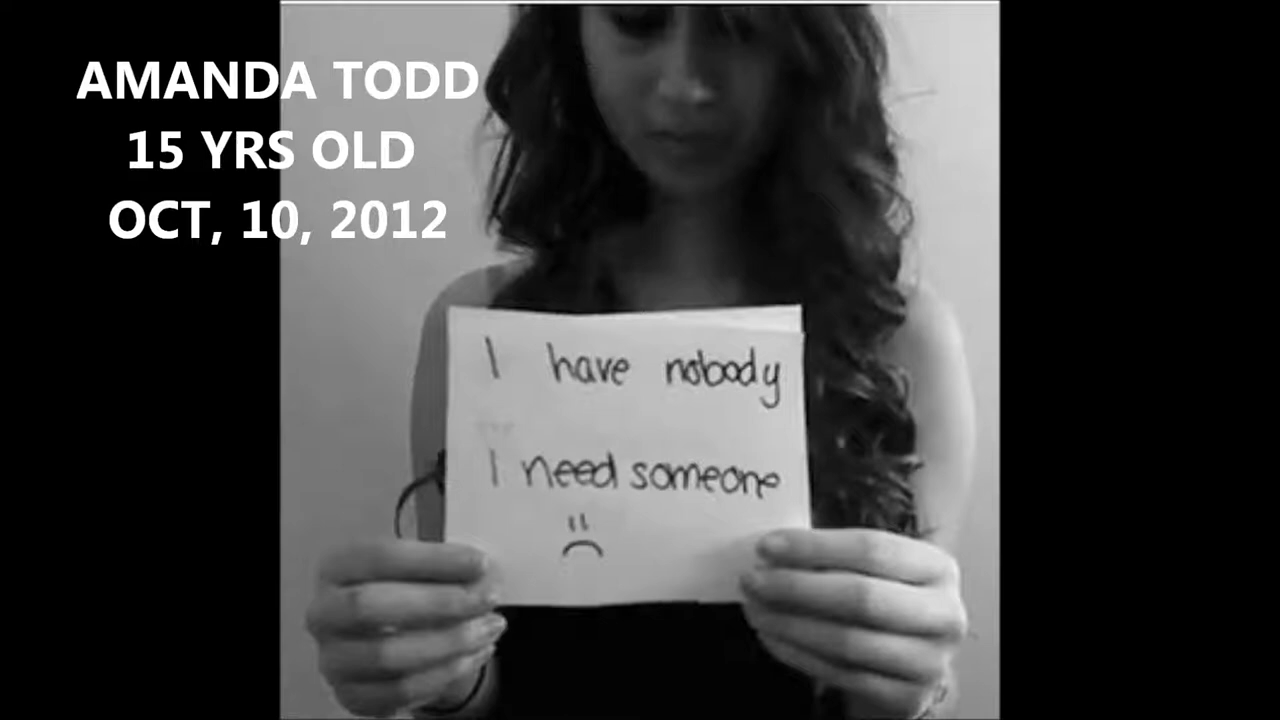 AMANDA TODD
15 YRS OLD
OCT, 10, 2012
I have nobody
I need someone